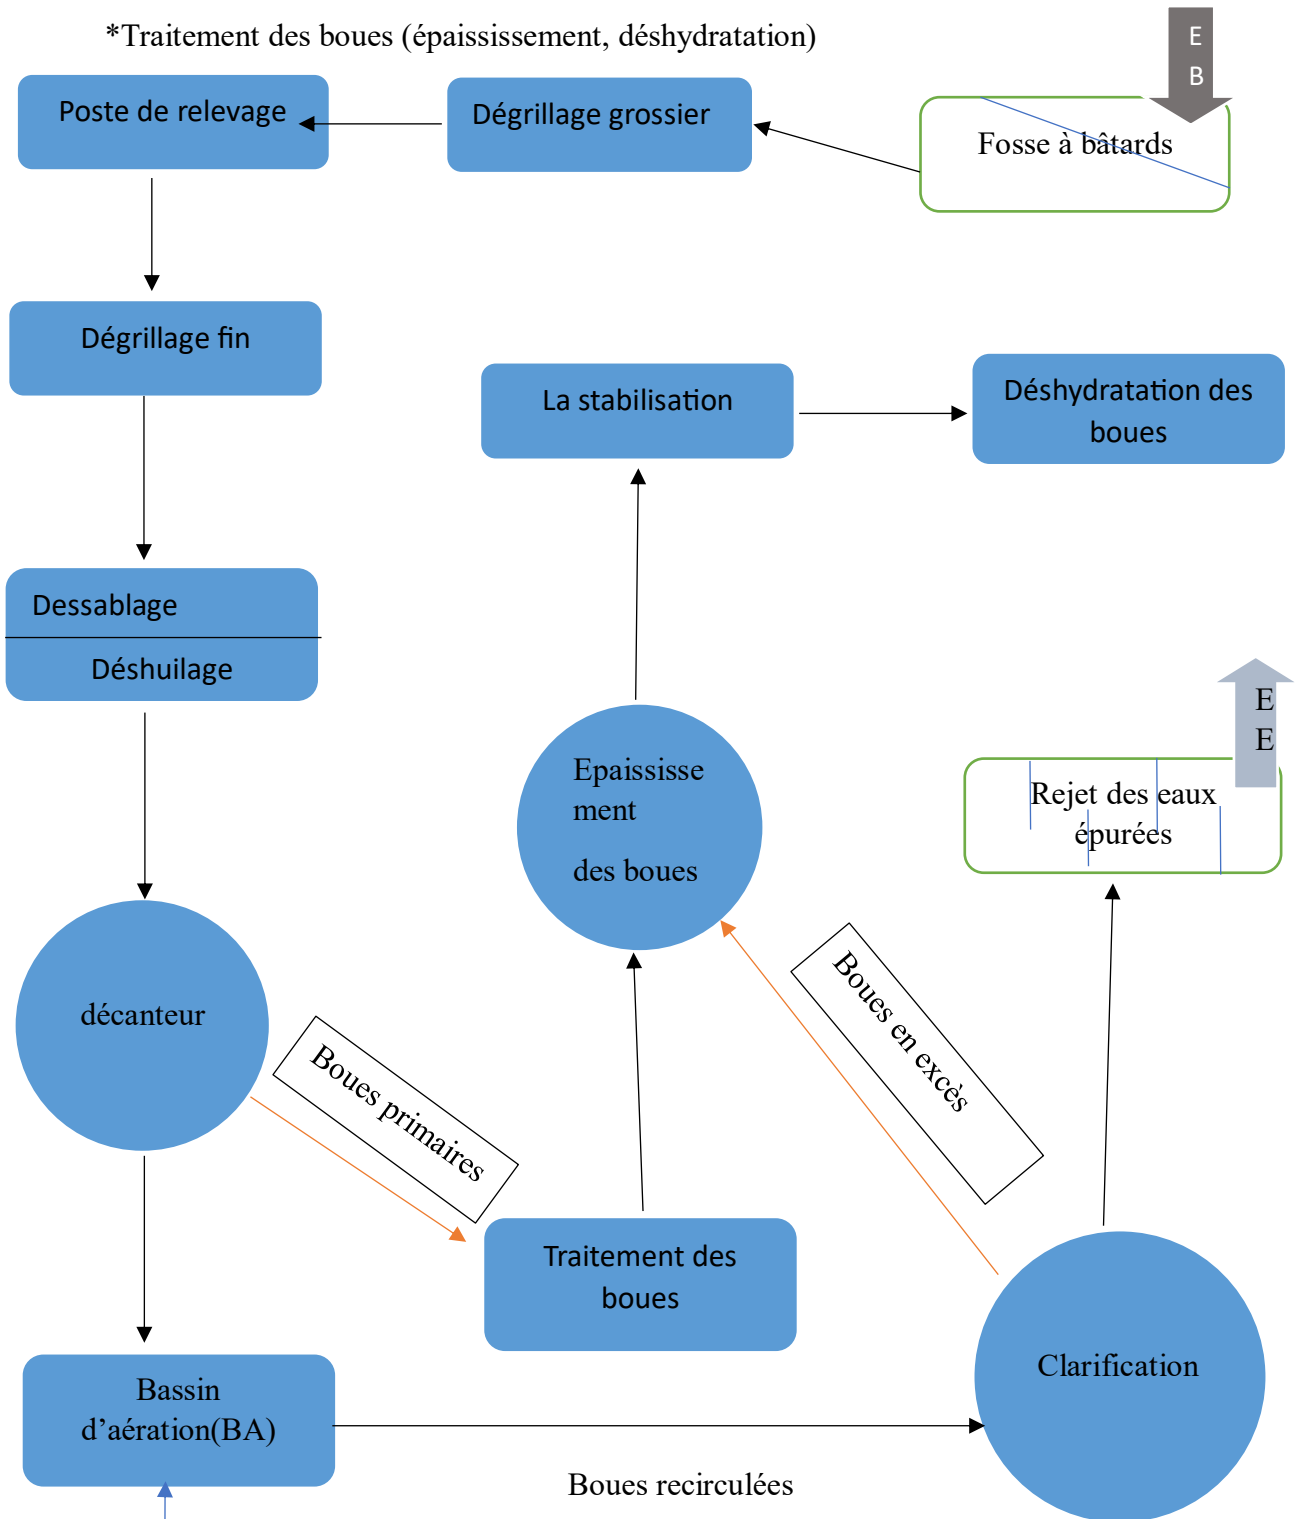 *Traitement des boues (épaississement, déshydratation)
E
B
Poste de relevage
Dégrillage grossier
Fosse à bâtards
Dégrillage fin
La stabilisation
Déshydratation des
boues
Dessablage
Déshuilage
Epaississe
ment
des boues
E
E
Rejet des eaux
épurées
décanteur
Boues primaires
Boues en excès
Traitement des
boues
Clarification
Bassin
d’aération(BA)
Boues recirculées